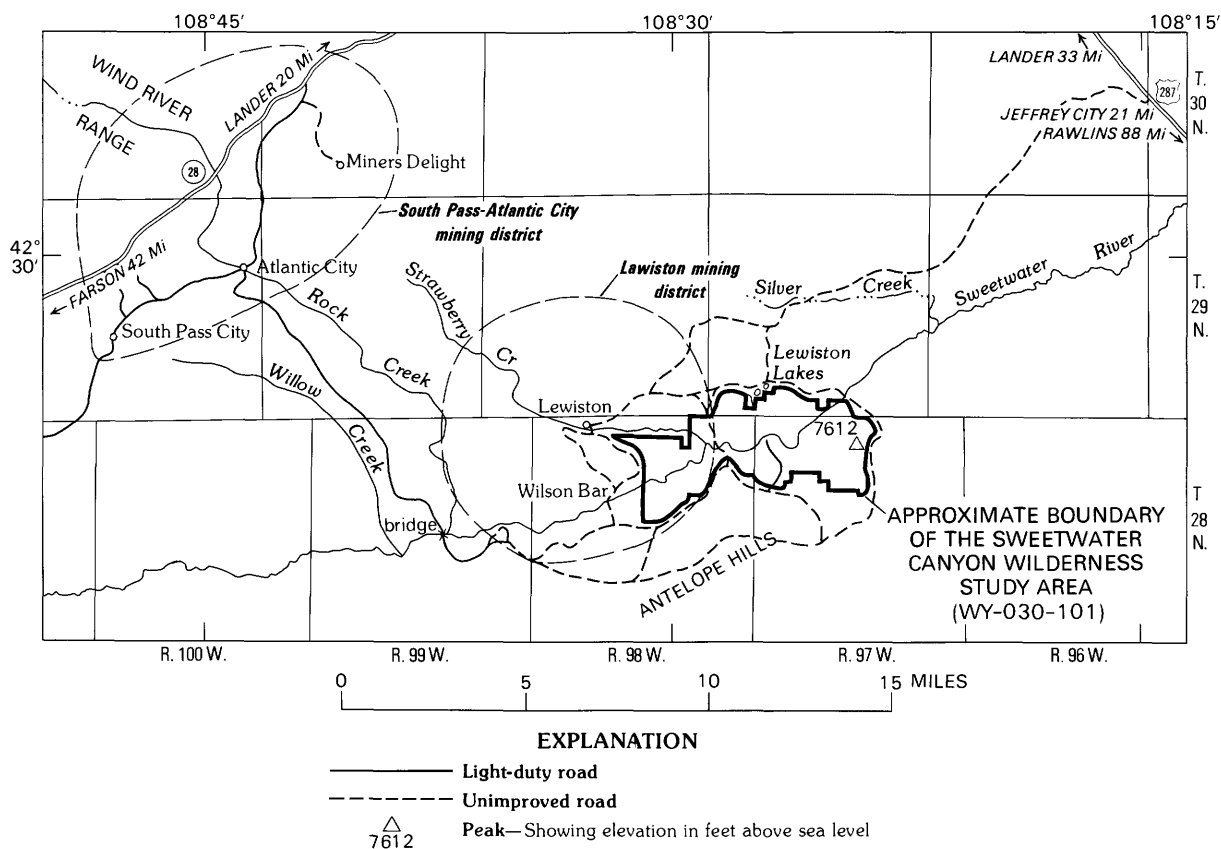 108°45′
108°30′
108°15′
WIND RIVER
RANGE
LANDER 20 Mi
28
FARSON 42 Mi
Miners Delight
South Pass-Atlantic City
mining district
LANDER 33 Mi
287
JEFFREY CITY 21 Mi
RAWLINS 88 Mi
T.
30
N.
42°
30′
Atlantic City
South Pass City
Rock
Creek
Strawberry
Cr
Willow
Creek
Lawiston mining
district
Silver
Creek
Sweetwater
River
T.
29
N.
Lewiston
Lakes
Lewiston
7612
Wilson Bar
bridge
ANTELOPE HILLS
APPROXIMATE BOUNDARY
OF THE SWEETWATER
CANYON WILDERNESS
STUDY AREA
(WY-030-101)
T
28
N.
R. 100 W.
R. 99 W.
R. 98 W.
R. 97 W.
R. 96 W.
0
5
10
15 MILES
EXPLANATION
Light-duty road
Unimproved road
7612
Peak—Showing elevation in feet above sea level